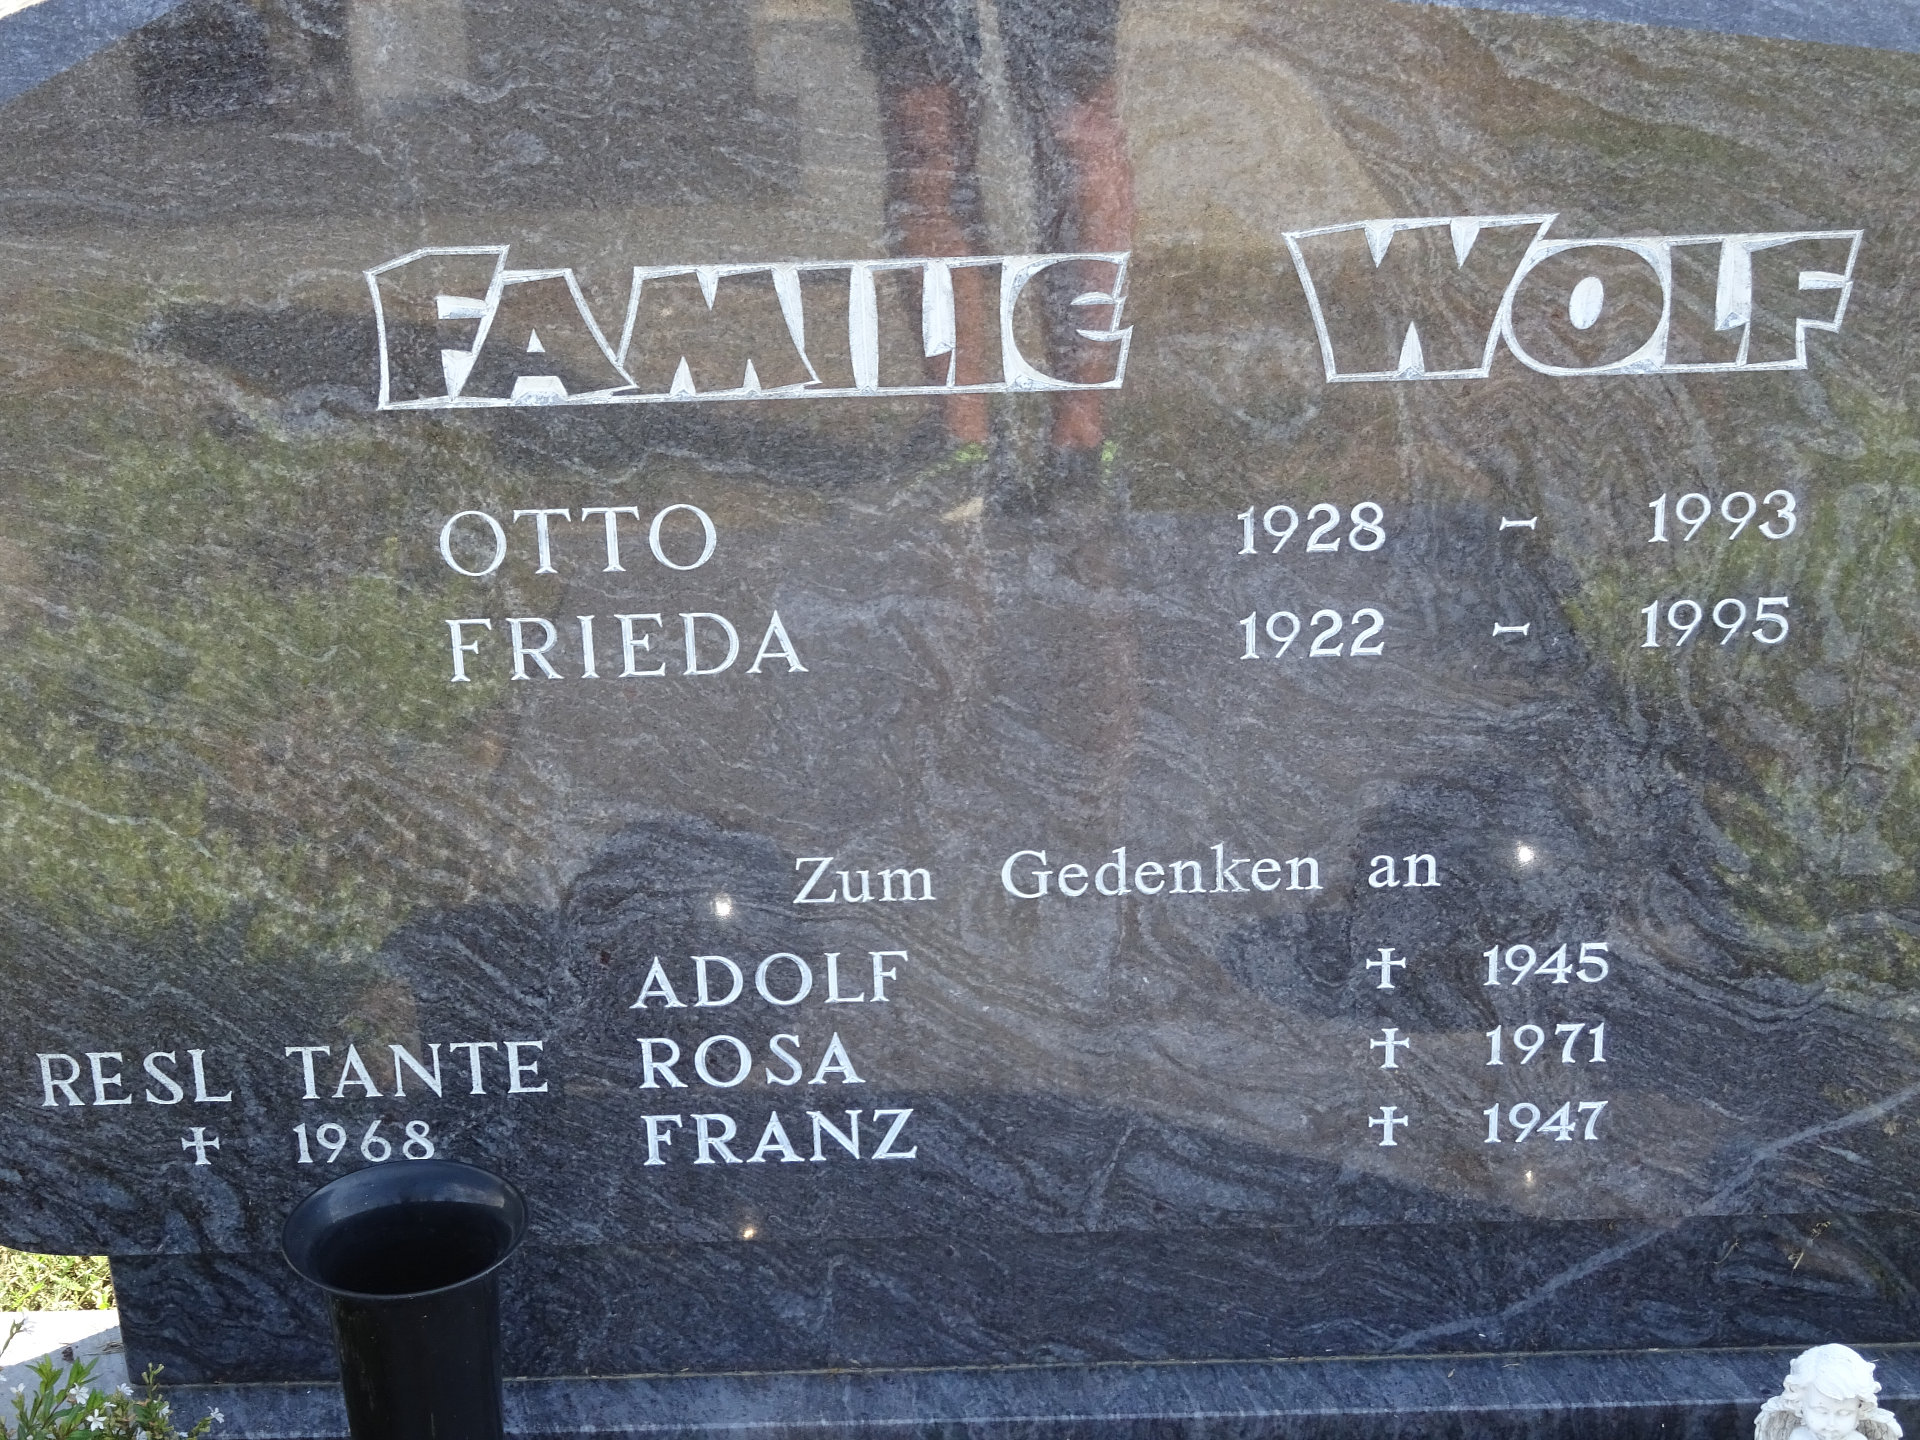 FAMILIE WOLF
OTTO 1928 - 1993
FRIEDA 1922 - 1995
Zum Gedenken an
ADOLF ✝ 1945
ROSA ✝ 1971
FRANZ ✝ 1947
RESL TANTE
✝ 1968